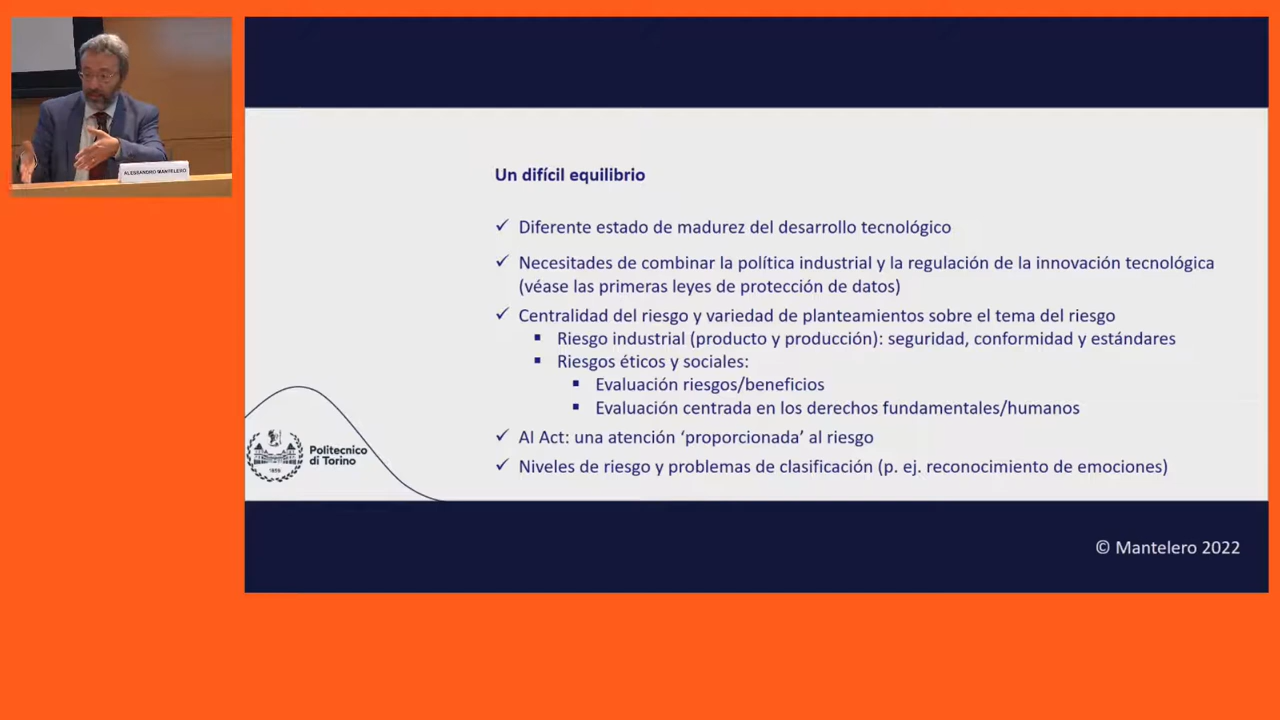 ALESSANDRO MANTELERO
Un difícil equilibrio
✓ Diferente estado de madurez del desarrollo tecnológico
✓ Necesitades de combinar la política industrial y la regulación de la innovación tecnológica
(véase las primeras leyes de protección de datos)
✓ Centralidad del riesgo y variedad de planteamientos sobre el tema del riesgo
▪ Riesgo industrial (producto y producción): seguridad, conformidad y estándares
▪ Riesgos éticos y sociales:
▪ Evaluación riesgos/beneficios
▪ Evaluación centrada en los derechos fundamentales/humanos
✓ AI Act: una atención ‘proporcionada’ al riesgo
✓ Niveles de riesgo y problemas de clasificación (p. ej. reconocimiento de emociones)
Politecnico
di Torino
1859
© Mantelero 2022